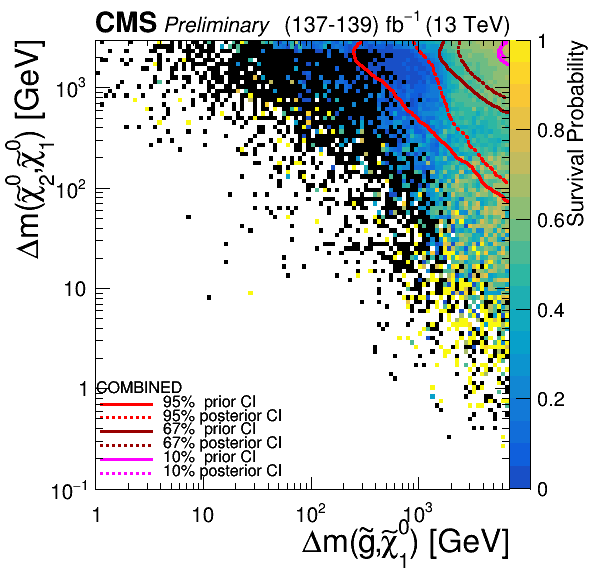 CMS Preliminary (137-139) fb⁻¹ (13 TeV)
Δm(χ̃⁰₂,χ̃⁰₁) [GeV]
10³
10²
10
1
10⁻¹
COMBINED
95% prior CI
95% posterior CI
67% prior CI
67% posterior CI
10% prior CI
10% posterior CI
1 10 10² 10³
Δm(g̃,χ̃⁰₁) [GeV]
1
0.8
0.6
0.4
0.2
0
Survival Probability